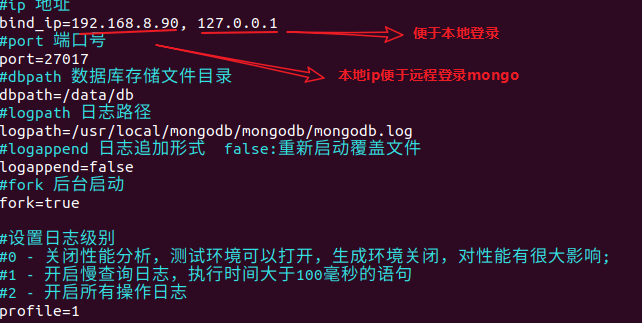 #ip 地址
bind_ip=192.168.8.90, 127.0.0.1
便于本地登录
#port 端口号
port=27017
本地ip便于远程登录mongo
#dbpath 数据库存储文件目录
dbpath=/data/db
#logpath 日志路径
logpath=/usr/local/mongodb/mongodb/mongodb.log
#logappend 日志追加形式  false:重新启动覆盖文件
logappend=false
#fork 后台启动
fork=true
#设置日志级别
#0 - 关闭性能分析，测试环境可以打开，生成环境关闭，对性能有很大影响;
#1 - 开启慢查询日志，执行时间大于100毫秒的语句
#2 - 开启所有操作日志
profile=1